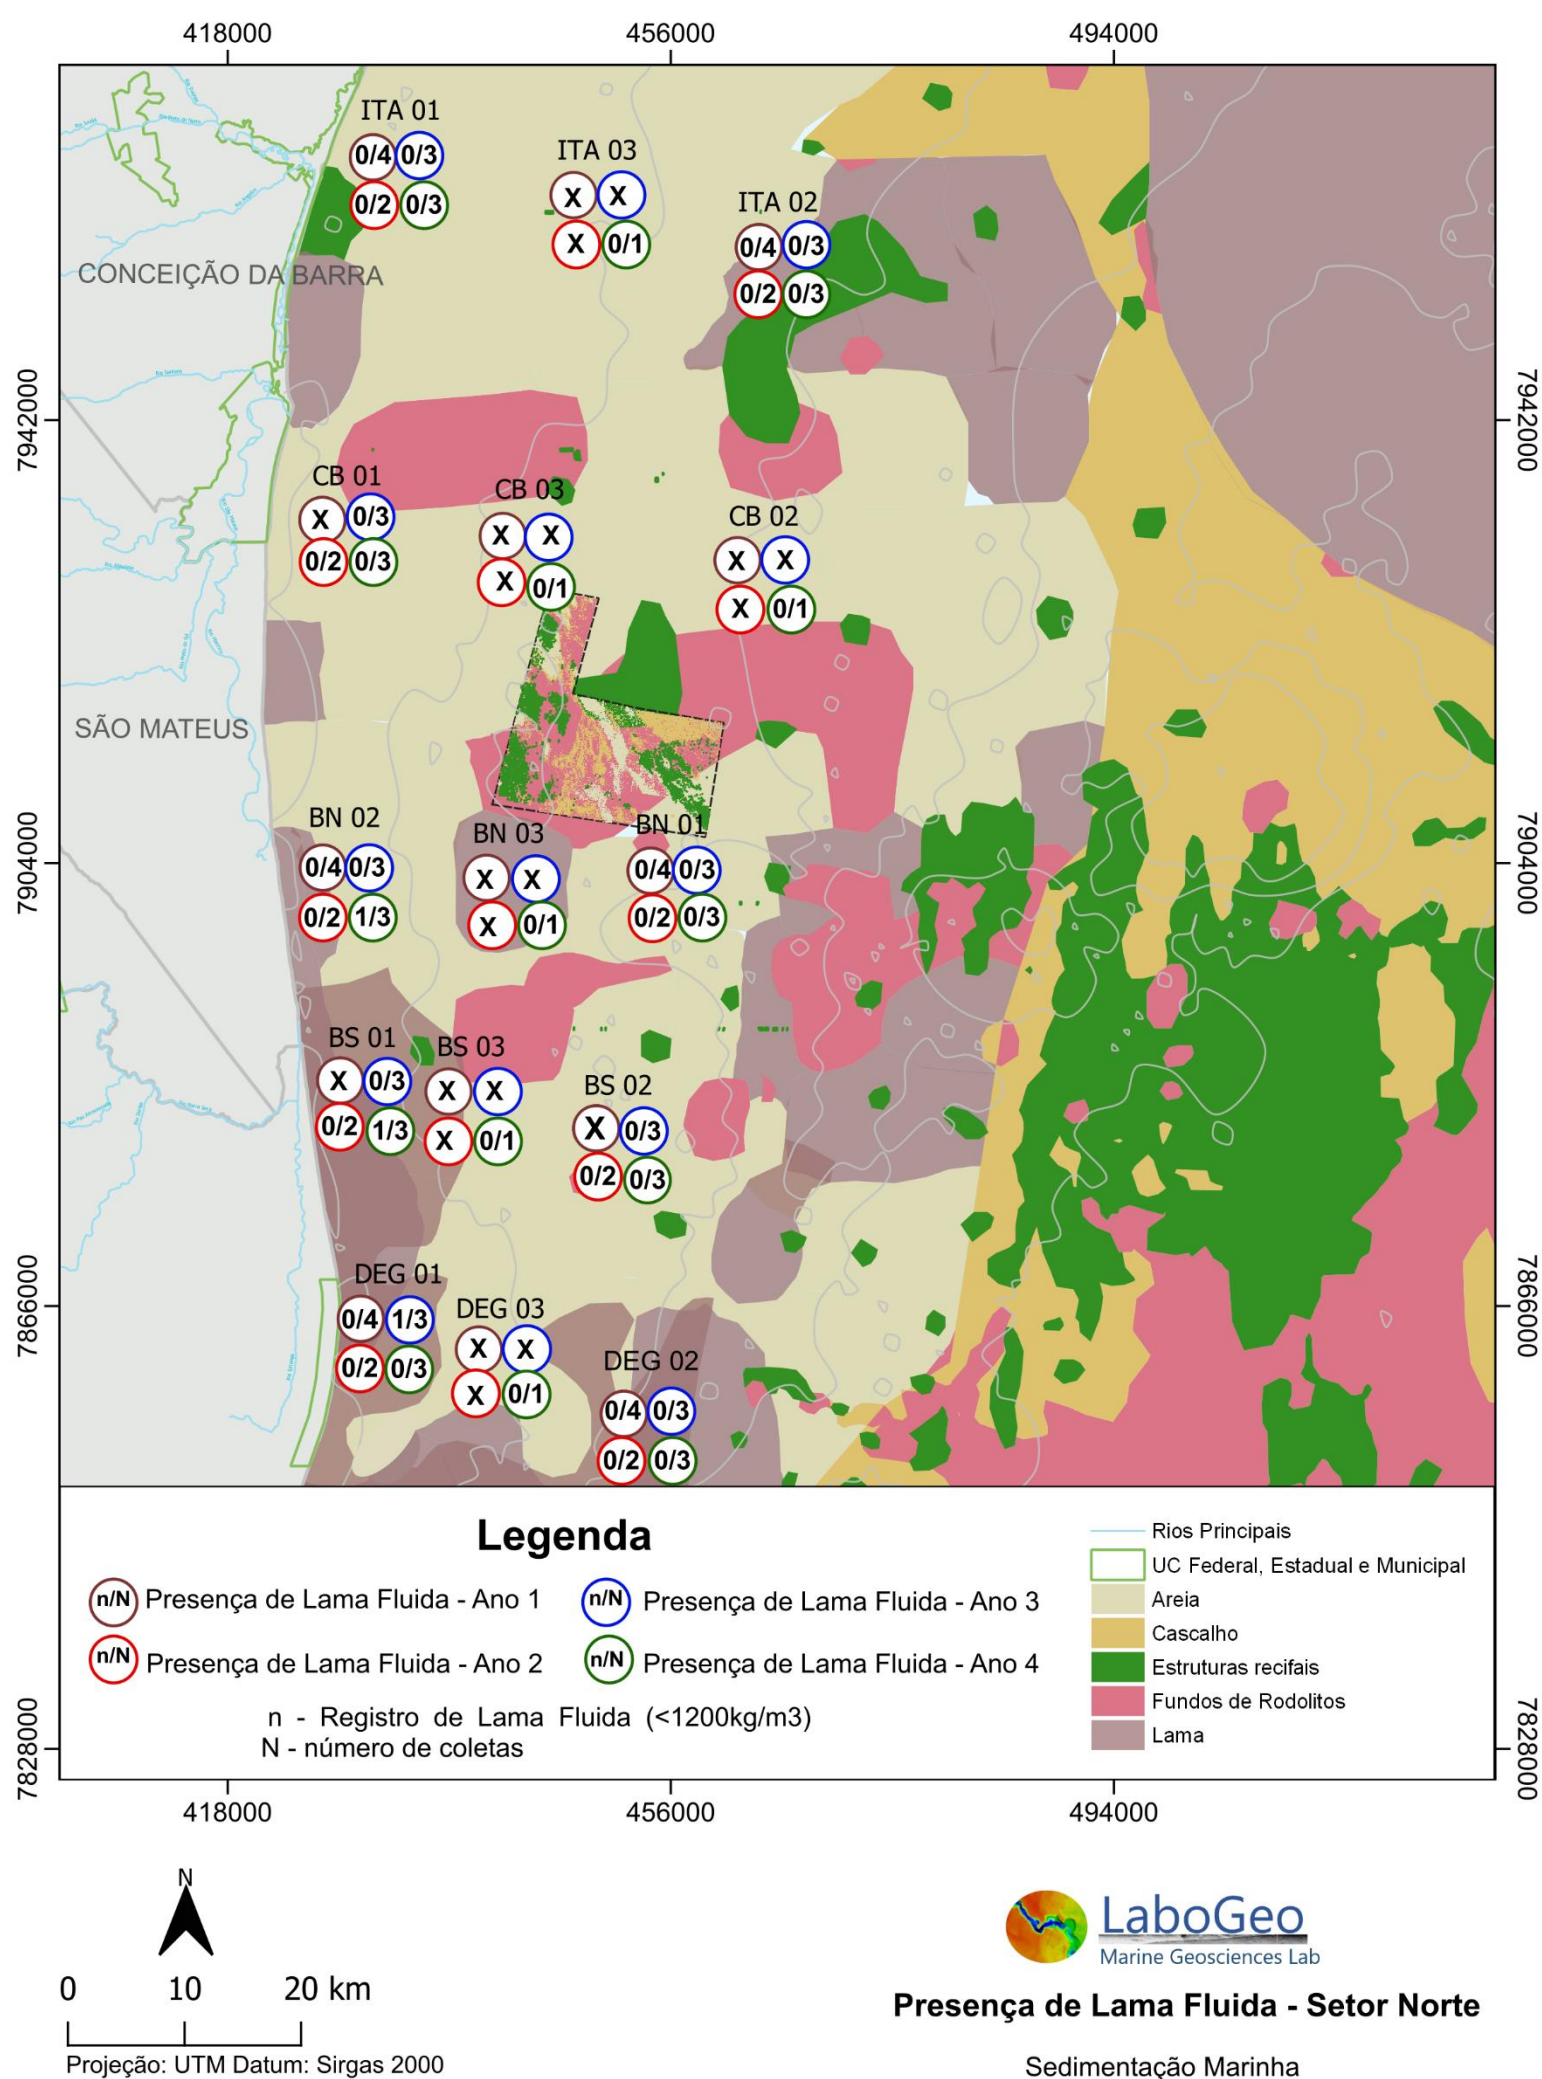 418000 456000 494000
ITA 01
0/4 0/3
0/2 0/3
ITA 03
X X
X 0/1
ITA 02
0/4 0/3
0/2 0/3
CONCEIÇÃO DA BARRA
7942000 7942000
CB 01
X 0/3
0/2 0/3
CB 03
X X
X 0/1
CB 02
X X
X 0/1
SÃO MATEUS
BN 02
0/4 0/3
0/2 1/3
BN 03
X X
X 0/1
BN 01
0/4 0/3
0/2 0/3
7904000 7904000
BS 01
X 0/3
0/2 1/3
BS 03
X X
X 0/1
BS 02
X 0/3
0/2 0/3
DEG 01
0/4 1/3
0/2 0/3
DEG 03
X X
X 0/1
DEG 02
0/4 0/3
0/2 0/3
7866000 7866000
Legenda
n/N Presença de Lama Fluida - Ano 1
n/N Presença de Lama Fluida - Ano 2
n/N Presença de Lama Fluida - Ano 3
n/N Presença de Lama Fluida - Ano 4
n - Registro de Lama Fluida (<1200kg/m3)
N - número de coletas
Rios Principais
UC Federal, Estadual e Municipal
Areia
Cascalho
Estruturas recifais
Fundos de Rodolitos
Lama
7828000 7828000
418000 456000 494000
N
0 10 20 km
Projeção: UTM Datum: Sirgas 2000
LaboGeo
Marine Geosciences Lab
Presença de Lama Fluida - Setor Norte
Sedimentação Marinha